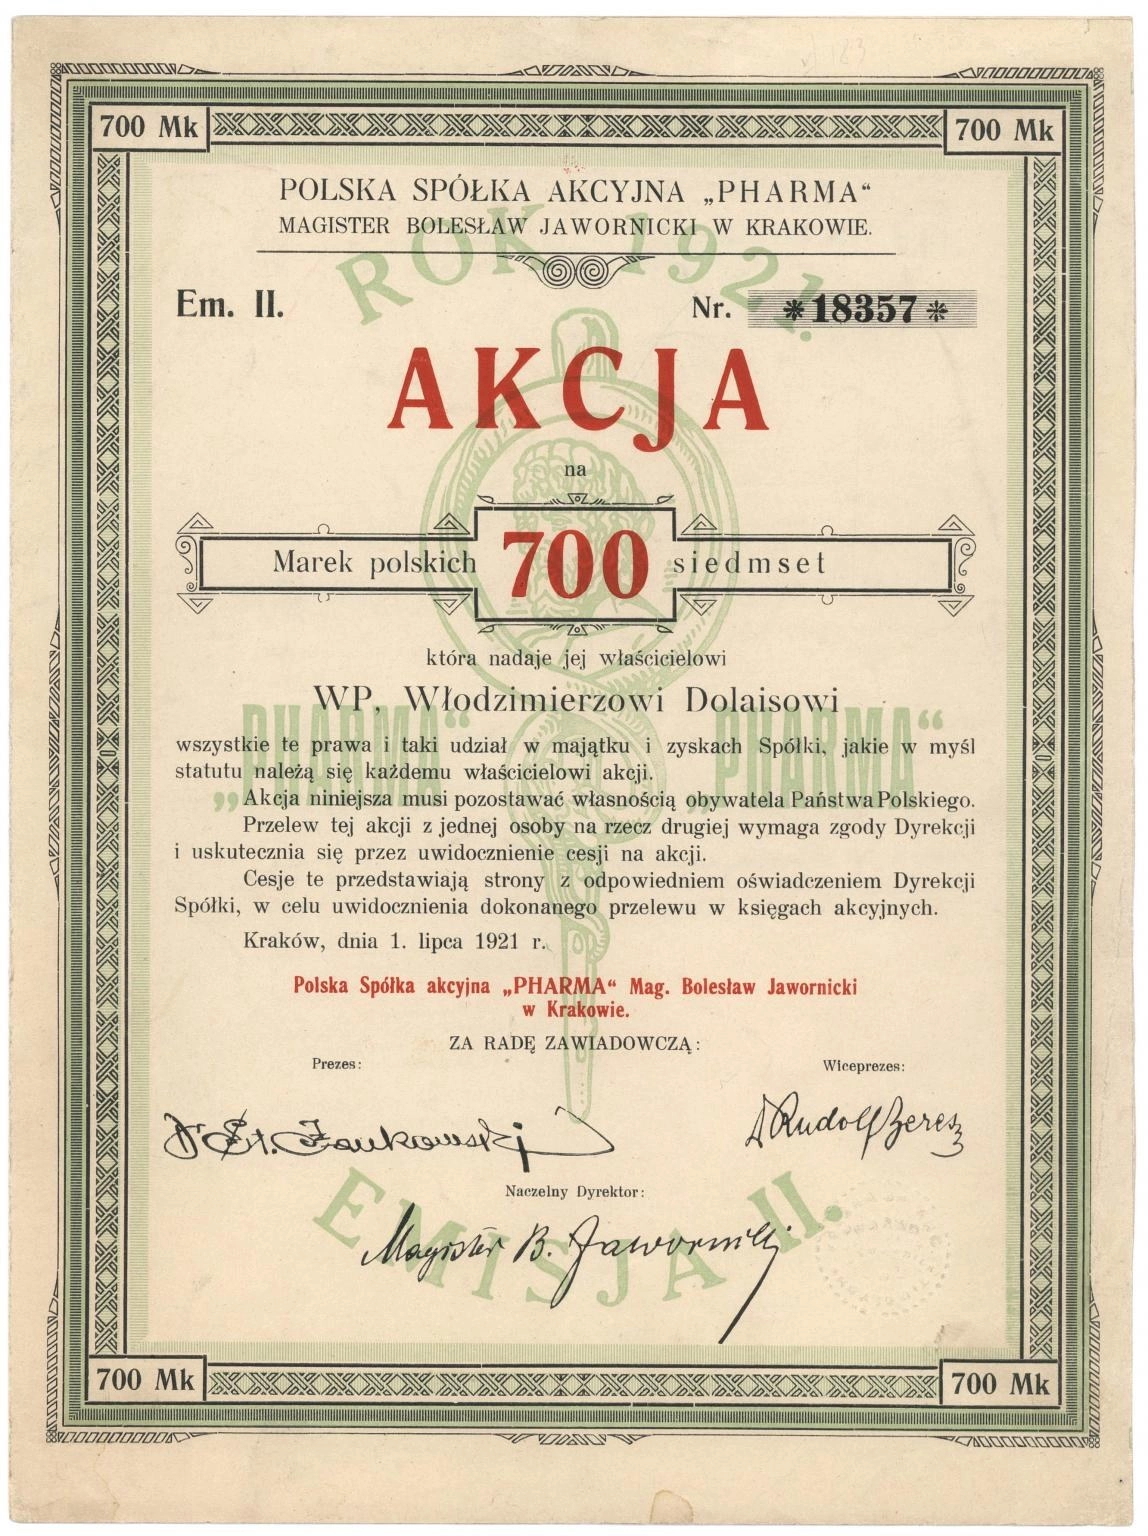 700 Mk
700 Mk
POLSKA SPÓŁKA AKCYJNA „PHARMA“
MAGISTER BOLESŁAW JAWORNICKI W KRAKOWIE.
ROK 1921.
Em. II.
Nr. *18357*
AKCJA
na
Marek polskich 700 siedmset
która nadaje jej właścicielowi
WP. Włodzimierzowi Dolaisowi
„PHARMA“ „PHARMA“
wszystkie te prawa i taki udział w majątku i zyskach Spółki, jakie w myśl
statutu należą się każdemu właścicielowi akcji.
Akcja niniejsza musi pozostawać własnością obywatela Państwa Polskiego.
Przelew tej akcji z jednej osoby na rzecz drugiej wymaga zgody Dyrekcji
i uskutecznia się przez uwidocznienie cesji na akcji.
Cesje te przedstawiają strony z odpowiedniem oświadczeniem Dyrekcji
Spółki, w celu uwidocznienia dokonanego przelewu w księgach akcyjnych.
Kraków, dnia 1. lipca 1921 r.
Polska Spółka akcyjna „PHARMA“ Mag. Bolesław Jawornicki
w Krakowie.
ZA RADĘ ZAWIADOWCZĄ:
Prezes:
Wiceprezes:
Dr St.
Dr Rudolf Beres
Naczelny Dyrektor:
Magister B. Jawornicki
EMISJA II.
700 Mk
700 Mk